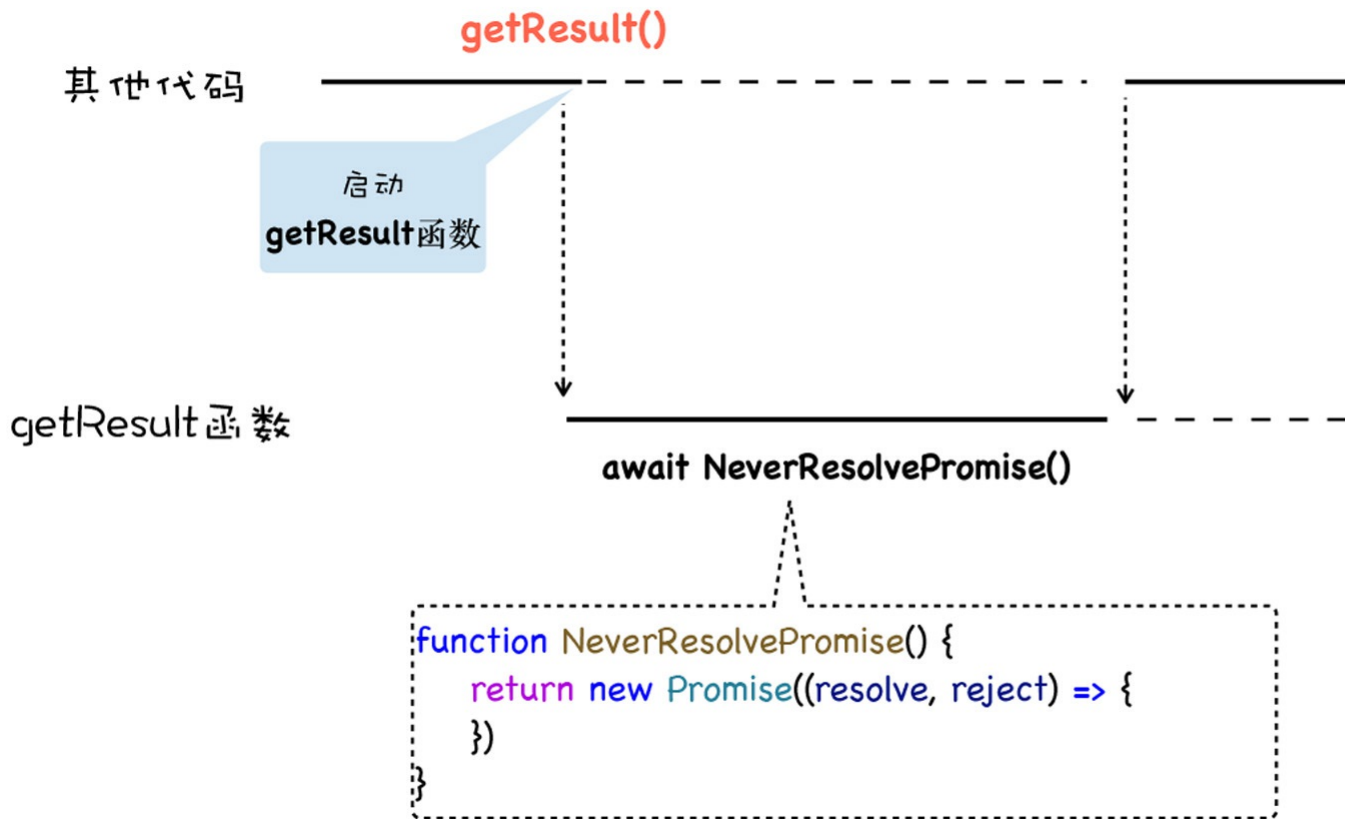 getResult()
其他代码
启动
getResult函数
getResult函数
await NeverResolvePromise()
function NeverResolvePromise() {
return new Promise((resolve, reject) => {
})
}